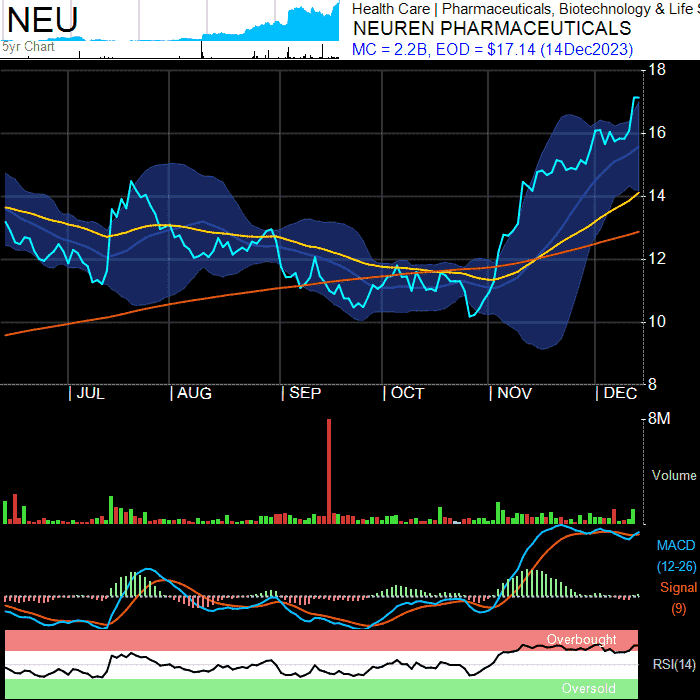 NEU
5yr Chart
Health Care | Pharmaceuticals, Biotechnology & Life S
NEUREN PHARMACEUTICALS
MC = 2.2B, EOD = $17.14 (14Dec2023)
18
16
14
12
10
8
JUL
AUG
SEP
OCT
NOV
DEC
8M
Volume
MACD
(12-26)
Signal
(9)
Overbought
RSI(14)
Oversold